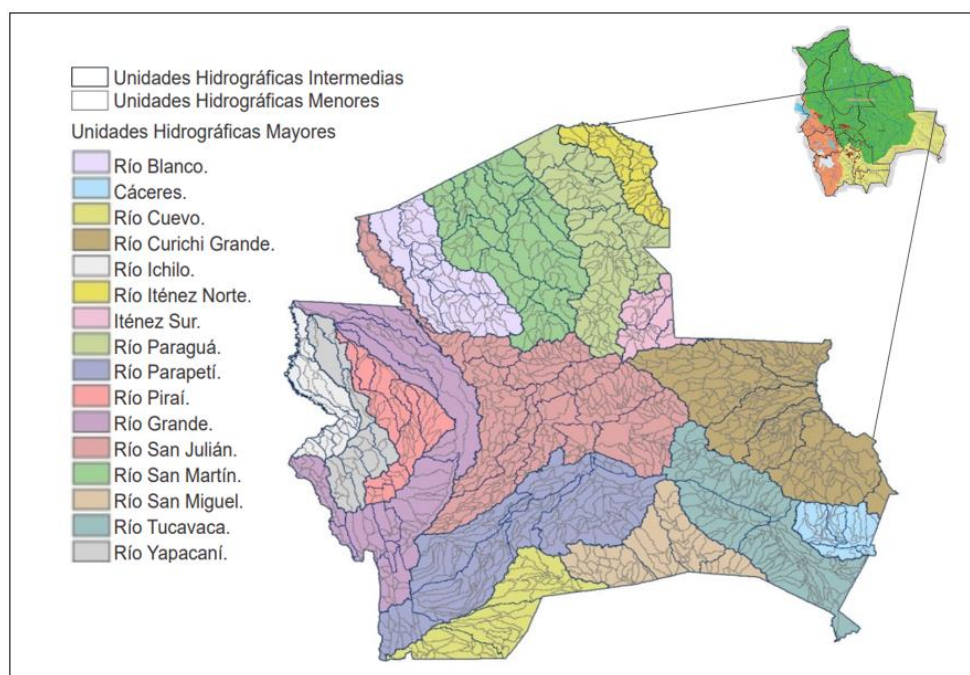 Unidades Hidrográficas Intermedias
Unidades Hidrográficas Menores
Unidades Hidrográficas Mayores
Río Blanco.
Cáceres.
Río Cuevo.
Río Curichi Grande.
Río Ichilo.
Río Iténez Norte.
Iténez Sur.
Río Paraguá.
Río Parapetí.
Río Piraí.
Río Grande.
Río San Julián.
Río San Martín.
Río San Miguel.
Río Tucavaca.
Río Yapacaní.